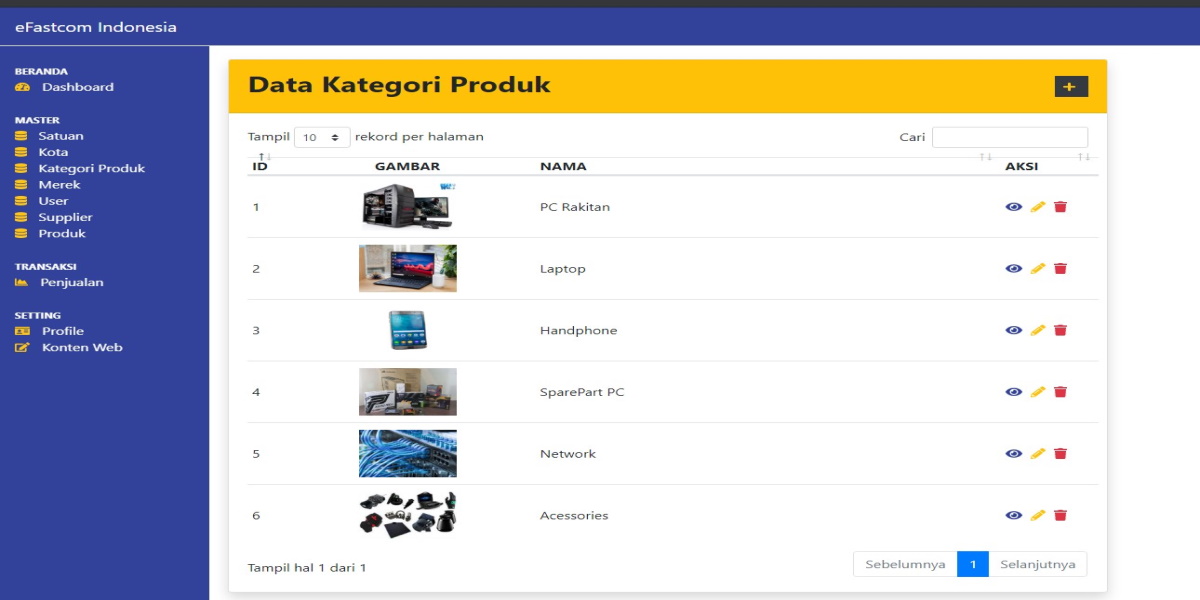 eFastcom Indonesia
BERANDA
Dashboard
MASTER
Satuan
Kota
Kategori Produk
Merek
User
Supplier
Produk
TRANSAKSI
Penjualan
SETTING
Profile
Konten Web
Data Kategori Produk
+
Tampil 10 rekord per halaman
Cari
ID GAMBAR NAMA AKSI
1 PC Rakitan
2 Laptop
3 Handphone
4 SparePart PC
5 Network
6 Acessories
Tampil hal 1 dari 1
Sebelumnya 1 Selanjutnya